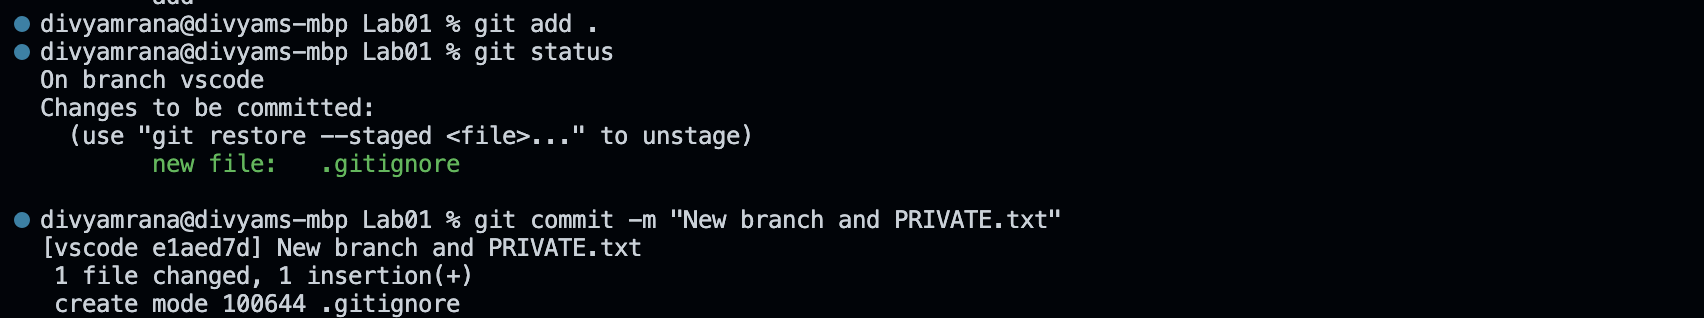 divyamrana@divyams-mbp Lab01 % git add .
divyamrana@divyams-mbp Lab01 % git status
On branch vscode
Changes to be committed:
  (use "git restore --staged <file>..." to unstage)
        new file:   .gitignore
divyamrana@divyams-mbp Lab01 % git commit -m "New branch and PRIVATE.txt"
[vscode e1aed7d] New branch and PRIVATE.txt
 1 file changed, 1 insertion(+)
 create mode 100644 .gitignore